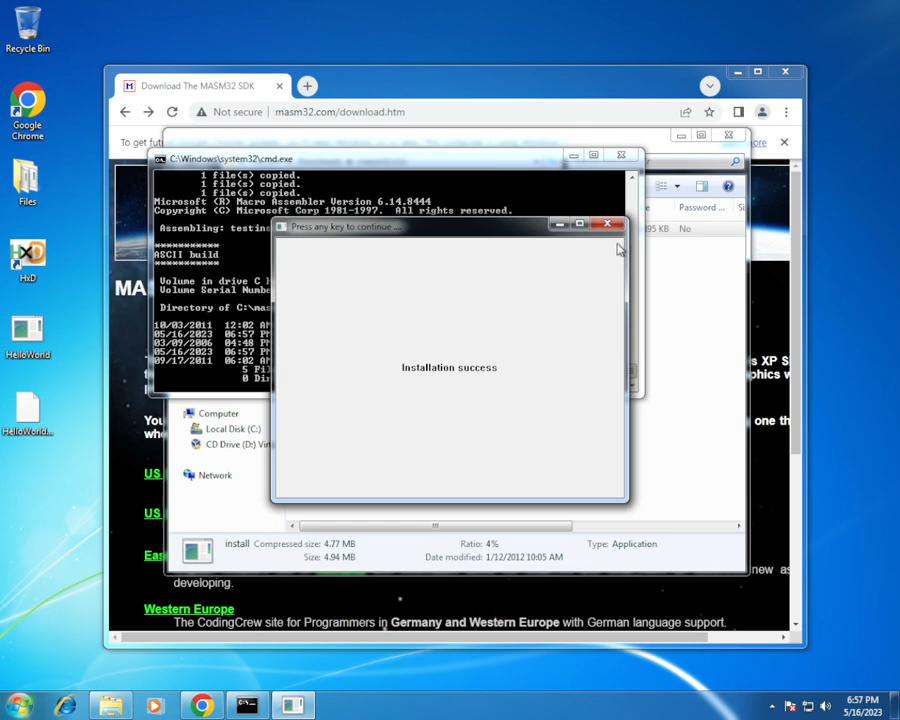 Recycle Bin
Google
Chrome
Files
HxD
HelloWorld
HelloWorld...
Download The MASM32 SDK
Not secure
masm32.com/download.htm
To get futu
ore
C:\Windows\system32\cmd.exe
1 file(s) copied.
1 file(s) copied.
1 file(s) copied.
Microsoft (R) Macro Assembler Version 6.14.8444
Copyright (C) Microsoft Corp 1981-1997. All rights reserved.
Assembling: testins
***********
ASCII build
***********
Volume in drive C h
Volume Serial Numbe
Directory of C:\mas
10/03/2011 12:02 AM
05/16/2023 06:57 PM
03/09/2006 04:48 PM
05/16/2023 06:57 PM
09/17/2011 06:02 AM
5 Fil
0 Dir
Press any key to continue ...
Installation success
Password ...
Si
95 KB
No
MA
s XP S
phics w
You
one th
whe
US
US
Eas
Computer
Local Disk (C:)
CD Drive (D:) Virt
Network
install
Compressed size: 4.77 MB
Size: 4.94 MB
Ratio: 4%
Date modified: 1/12/2012 10:05 AM
Type: Application
new as
developing.
Western Europe
The CodingCrew site for Programmers in Germany and Western Europe with German language support.
6:57 PM
5/16/2023